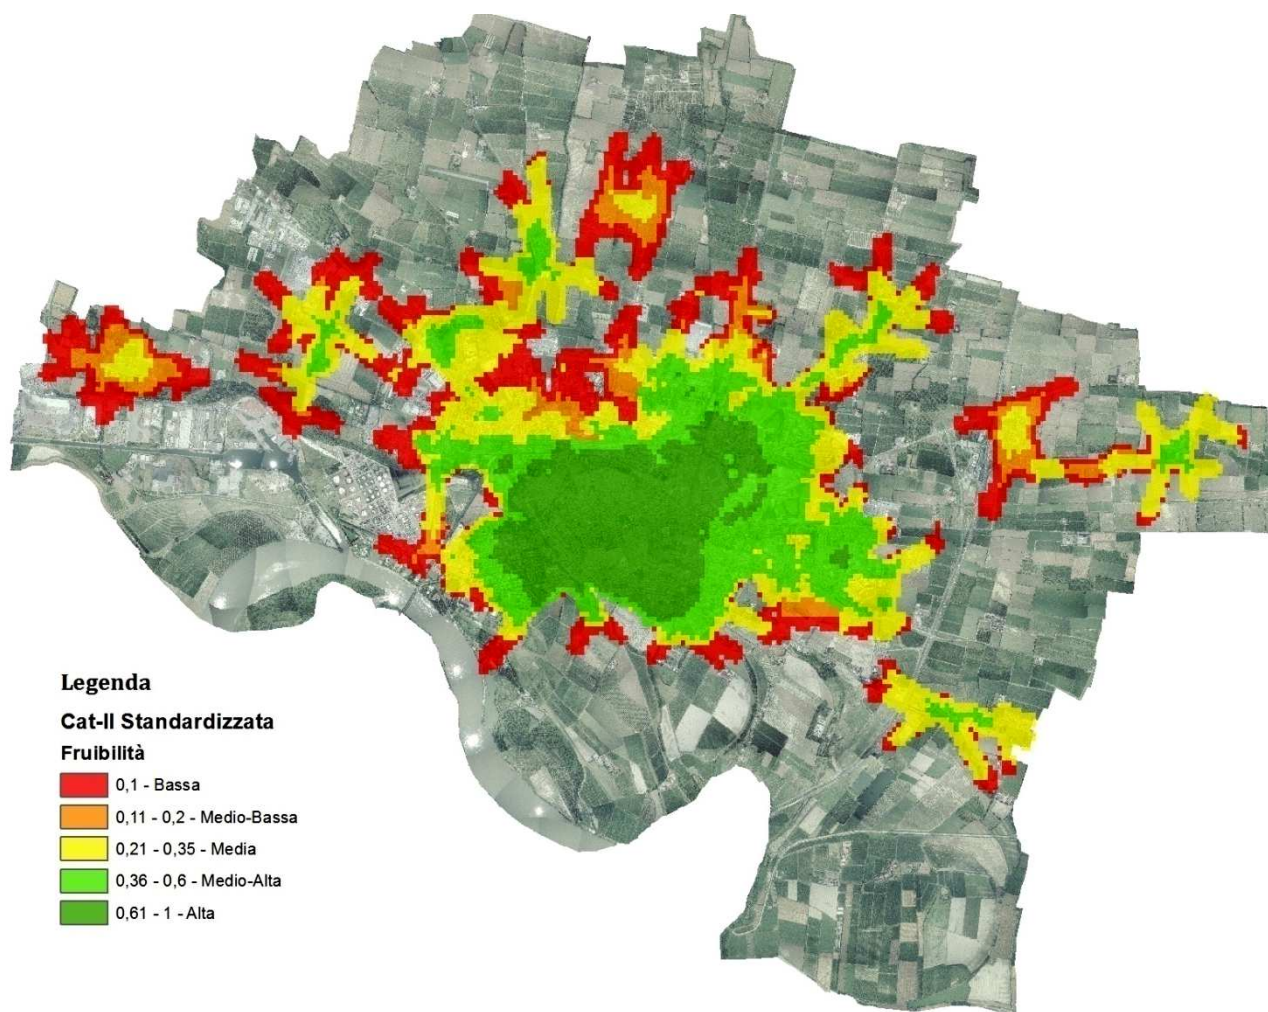 Legenda
Cat-II Standardizzata
Fruibilità
0,1 - Bassa
0,11 - 0,2 - Medio-Bassa
0,21 - 0,35 - Media
0,36 - 0,6 - Medio-Alta
0,61 - 1 - Alta